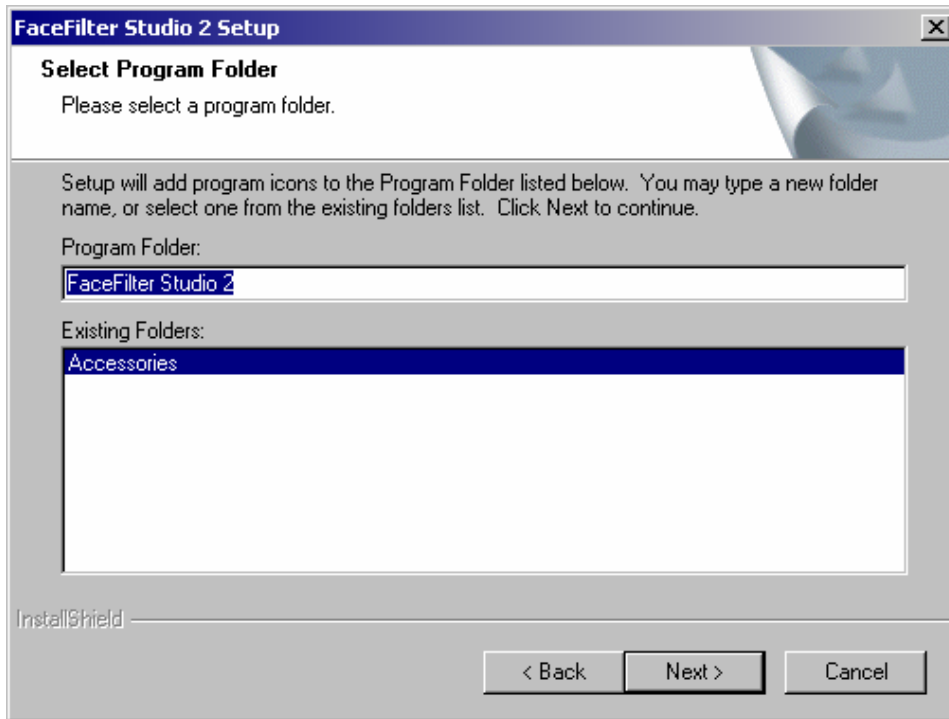 FaceFilter Studio 2 Setup
Select Program Folder
Please select a program folder.
Setup will add program icons to the Program Folder listed below.  You may type a new folder
name, or select one from the existing folders list.  Click Next to continue.
Program Folder:
FaceFilter Studio 2
Existing Folders:
Accessories
InstallShield
< Back
Next >
Cancel